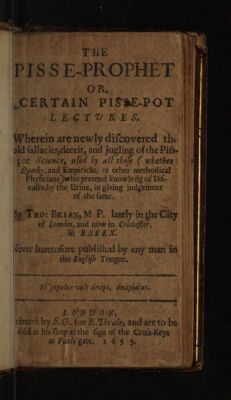 THE
PISSE-PROPHET
OR,
CERTAIN PISSE-POT
LECTURES.
Wherein are newly discovered the
old fallacies, deceit, and jugling of the Piss-
pot Science, used by all those (whether
Quacks, and Empiricks, or other methodical
Physicians) who pretend knowledg of Dis-
eases, by the Urine, in giving judgement
of the same.
By THO: BRIAN, M P. lately in the City
of London, and now in Colchester,
in ESSEX.
Never heretofore published by any man in
the English Tongue.
Si populus vult decipi, decipiatur.
LONDON,
Printed by S.G. for R. Thrale; and are to be
sold at his shop at the sign of the Cross-Keys
at Pauls gate. 1655.